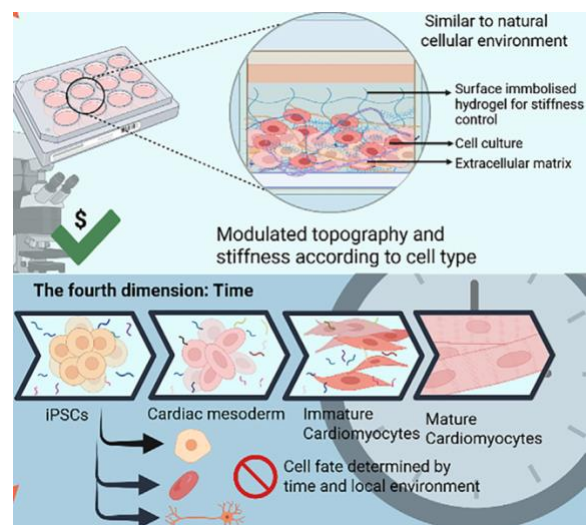 Similar to natural
cellular environment
Surface immbolised
hydrogel for stiffness
control
Cell culture
Extracellular matrix
$
Modulated topography and
stiffness according to cell type
The fourth dimension: Time
iPSCs
Cardiac mesoderm
Immature
Cardiomyocytes
Mature
Cardiomyocytes
Cell fate determined by
time and local environment